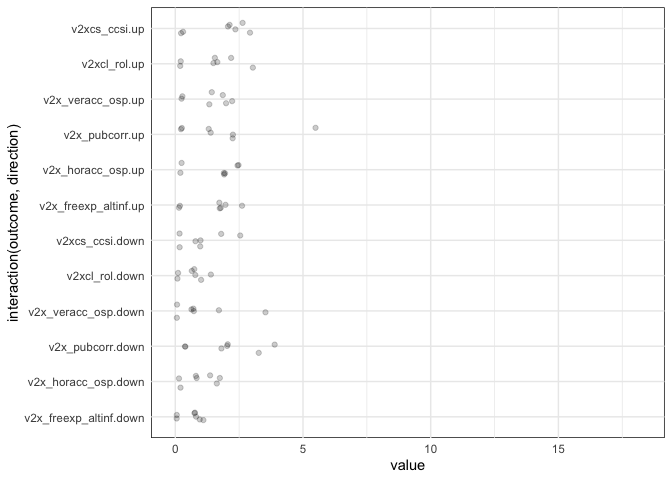 v2xcs_ccsi.up
v2xcl_rol.up
v2x_veracc_osp.up
v2x_pubcorr.up
v2x_horacc_osp.up
v2x_freexp_altinf.up
v2xcs_ccsi.down
v2xcl_rol.down
v2x_veracc_osp.down
v2x_pubcorr.down
v2x_horacc_osp.down
v2x_freexp_altinf.down
interaction(outcome, direction)
0 5 10 15
value